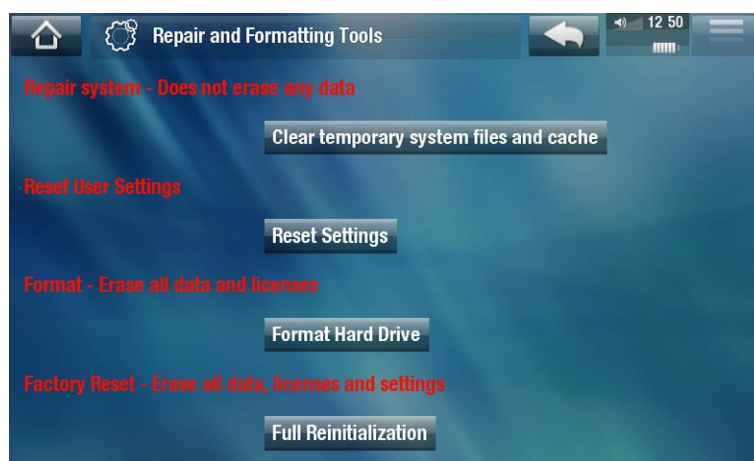 Repair and Formatting Tools
12 50
Repair system - Does not erase any data
Clear temporary system files and cache
Reset User Settings
Reset Settings
Format - Erase all data and licenses
Format Hard Drive
Factory Reset - Erase all data, licenses and settings
Full Reinitialization